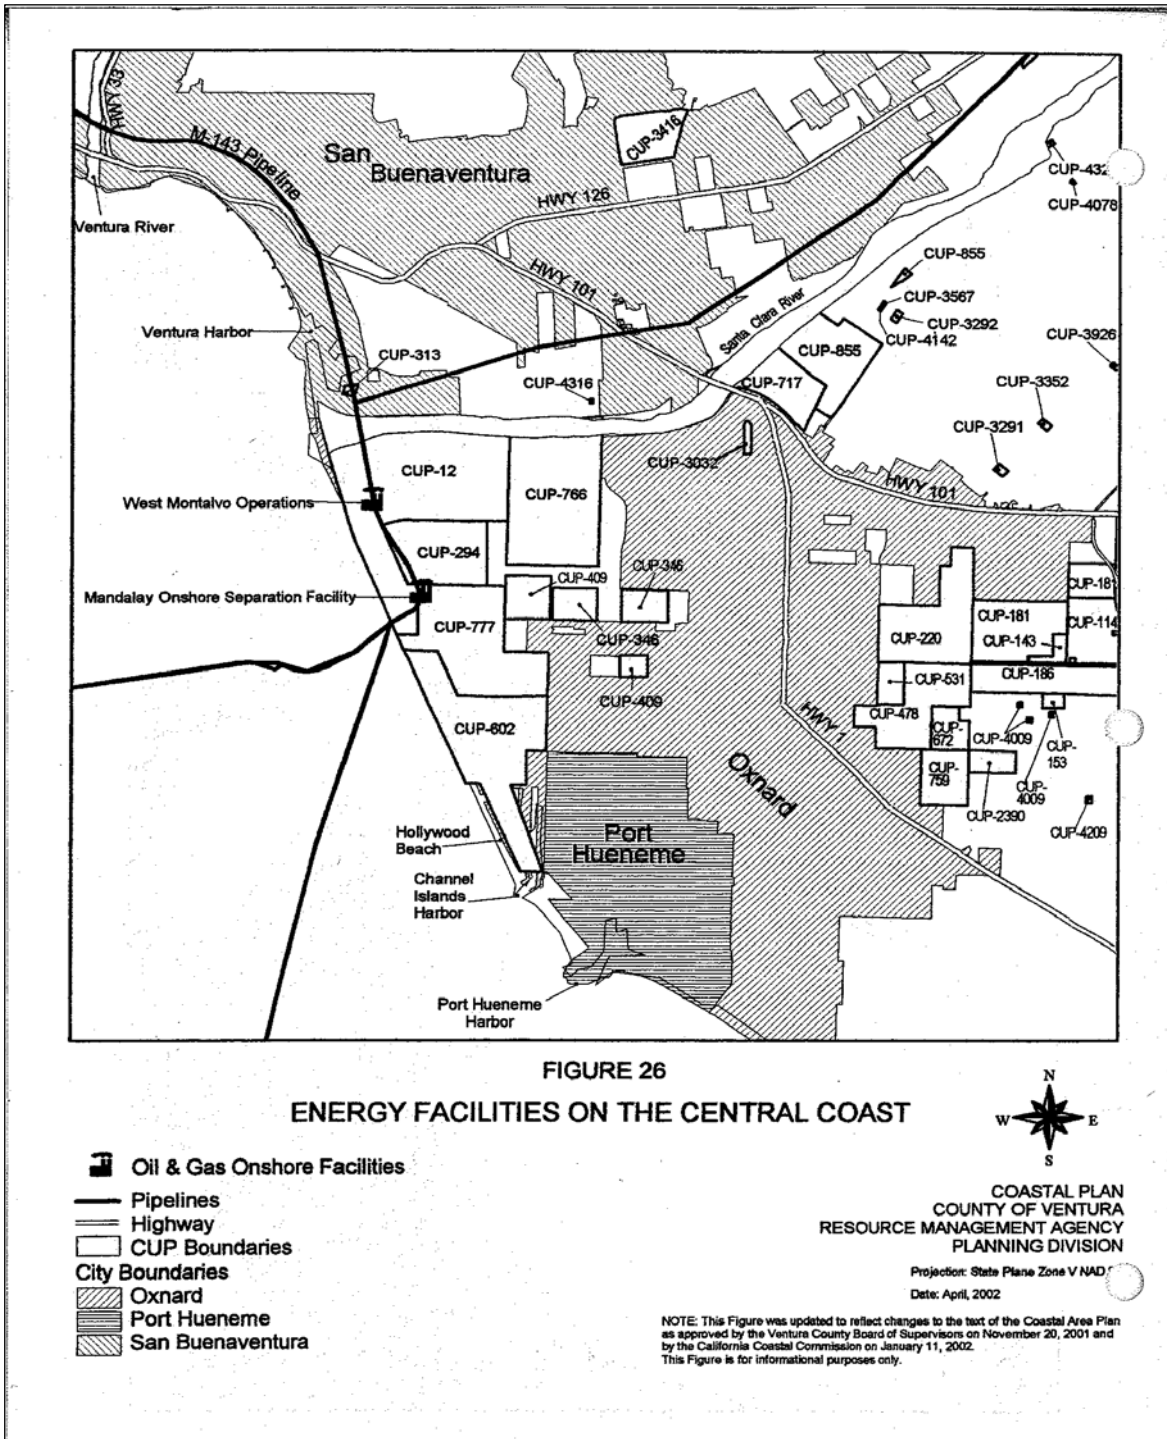 HWY 33
M-143 Pipeline
San
Buenaventura
CUP-3416
HWY 126
CUP-4078
Ventura River
HWY 101
CUP-855
CUP-3567
Santa Clara River
CUP-3292
Ventura Harbor
CUP-4142
CUP-3926
CUP-855
CUP-313
CUP-717
CUP-3352
CUP-4316
CUP-3291
CUP-3032
CUP-12
HWY 101
CUP-766
West Montalvo Operations
CUP-294
CUP-409
CUP-346
CUP-181
Mandalay Onshore Separation Facility
CUP-181
CUP-114
CUP-777
CUP-346
CUP-220
CUP-143
CUP-531
CUP-186
CUP-409
CUP-478
HWY 1
CUP-602
CUP-
672
CUP-4009
CUP-
153
Oxnard
CUP-
759
CUP-
4009
CUP-2390
CUP-4209
Hollywood
Beach
Port
Hueneme
Channel
Islands
Harbor
Port Hueneme
Harbor
FIGURE 26
ENERGY FACILITIES ON THE CENTRAL COAST
N
W
E
S
Oil & Gas Onshore Facilities
Pipelines
Highway
CUP Boundaries
City Boundaries
Oxnard
Port Hueneme
San Buenaventura
COASTAL PLAN
COUNTY OF VENTURA
RESOURCE MANAGEMENT AGENCY
PLANNING DIVISION
Projection: State Plane Zone V NAD
Date: April, 2002
NOTE: This Figure was updated to reflect changes to the text of the Coastal Area Plan
as approved by the Ventura County Board of Supervisors on November 20, 2001 and
by the California Coastal Commission on January 11, 2002.
This Figure is for informational purposes only.